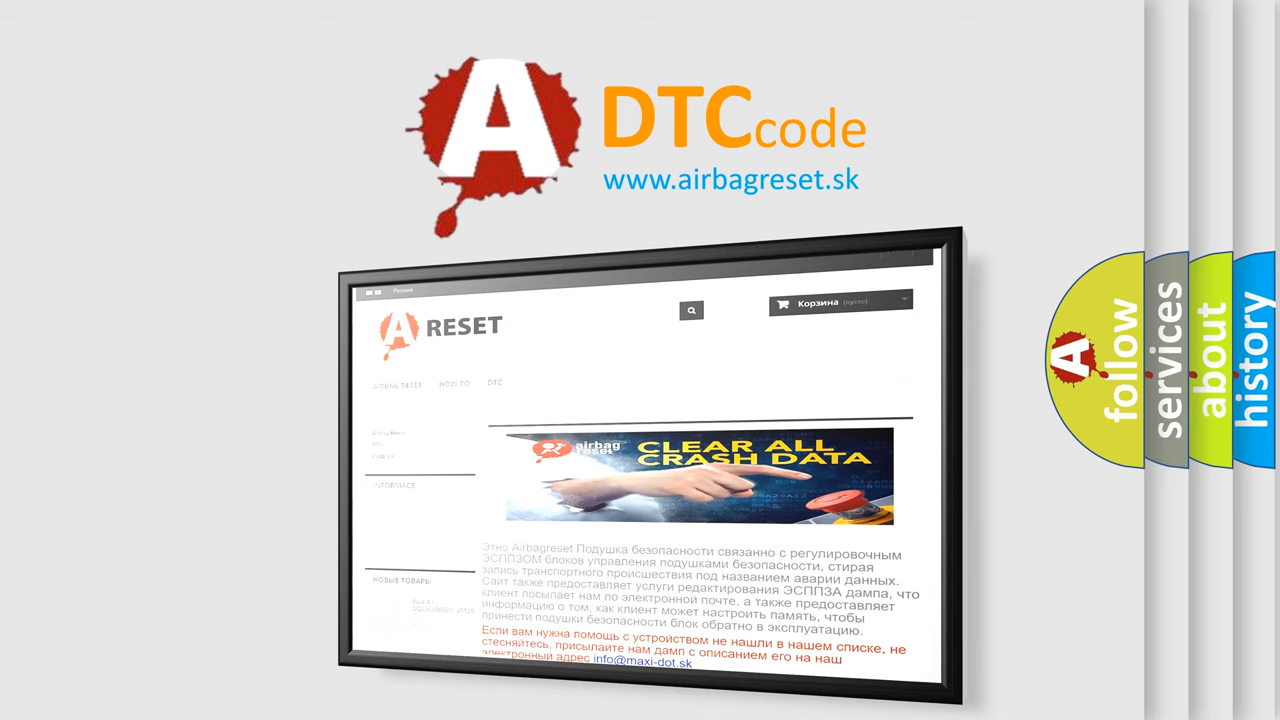 A
DTCcode
www.airbagreset.sk
Русский
A RESET
Корзина (пусто)
AIRBAG RESET HOW TO DTC
airbag
reset
CLEAR ALL
CRASH DATA
INFORMACE
Этно Airbagreset Подушка безопасности связанно с регулировочным
ЭСППЗОМ блоков управления подушками безопасности, стирая
запись транспортного происшествия под названием аварии данных.
Сайт также предоставляет услуги редактирования ЭСППЗА дампа, что
клиент посылает нам по электронной почте, а также предоставляет
информацию о том, как клиент может настроить память, чтобы
принести подушки безопасности блок обратно в эксплуатацию.
Если вам нужна помощь с устройством не нашли в нашем списке, не
стесняйтесь, присылайте нам дамп с описанием его на наш
электронный адрес info@maxi-dot.sk
НОВЫЕ ТОВАРЫ
A
follow
services
about
history